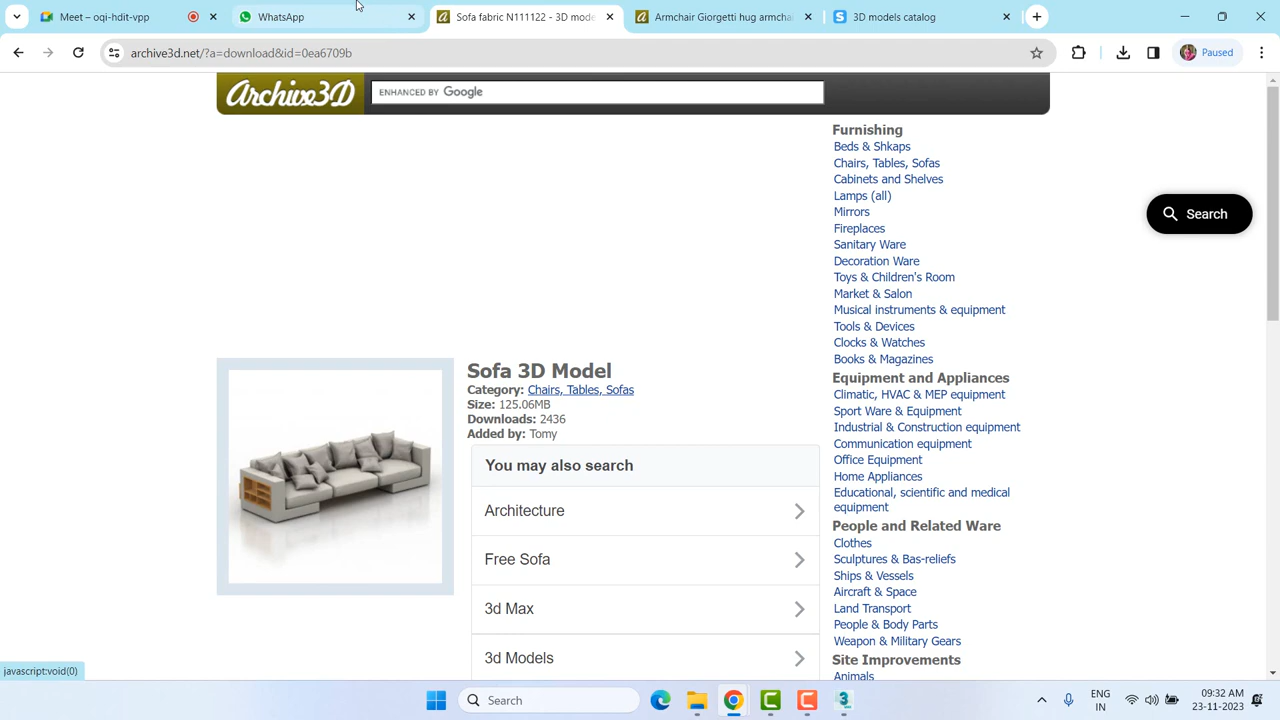 Meet – oqi-hdt-vpp
WhatsApp
Sofa fabric N111122 - 3D mode
Armchair Giorgetti hug armchai
3D models catalog
archive3d.net/?a=download&id=0ea6709b
Paused
Archive3D
ENHANCED BY Google
Furnishing
Beds & Shkaps
Chairs, Tables, Sofas
Cabinets and Shelves
Lamps (all)
Mirrors
Fireplaces
Sanitary Ware
Decoration Ware
Toys & Children's Room
Market & Salon
Musical instruments & equipment
Tools & Devices
Clocks & Watches
Books & Magazines
Equipment and Appliances
Climatic, HVAC & MEP equipment
Sport Ware & Equipment
Industrial & Construction equipment
Communication equipment
Office Equipment
Home Appliances
Educational, scientific and medical
equipment
People and Related Ware
Clothes
Sculptures & Bas-reliefs
Ships & Vessels
Aircraft & Space
Land Transport
People & Body Parts
Weapon & Military Gears
Site Improvements
Animals
Search
Sofa 3D Model
Category: Chairs, Tables, Sofas
Size: 125.06MB
Downloads: 2436
Added by: Tomy
You may also search
Architecture
Free Sofa
3d Max
3d Models
javascript:void(0)
Search
ENG
IN
09:32 AM
23-11-2023